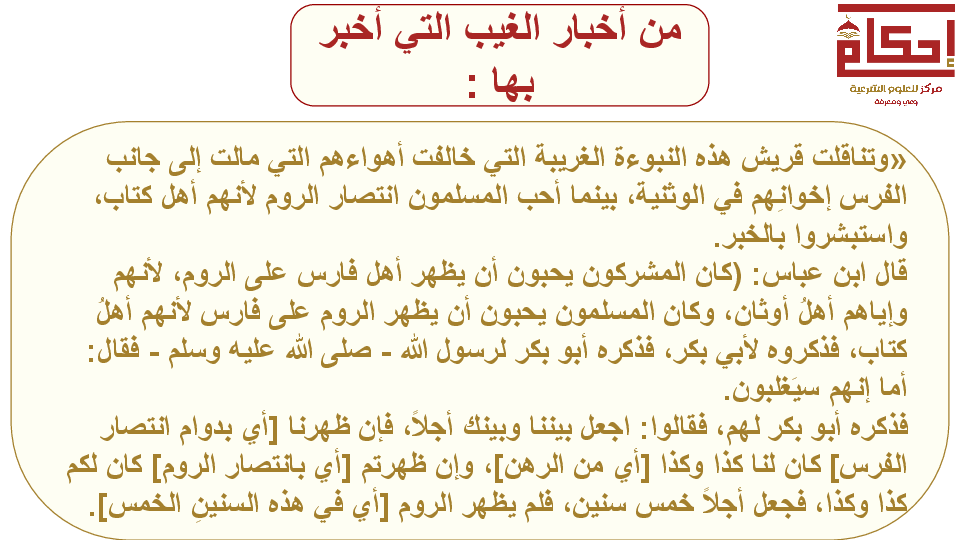 من أخبار الغيب التي أخبر
بها :
إحكام
مركز للعلوم الشرعية
وعي ومعرفة
«وتناقلت قريش هذه النبوءة الغريبة التي خالفت أهواءهم التي مالت إلى جانب
الفرس إخوانِهم في الوثنية، بينما أحب المسلمون انتصار الروم لأنهم أهل كتاب،
واستبشروا بالخبر.
قال ابن عباس: (كان المشركون يحبون أن يظهر أهل فارس على الروم، لأنهم
وإياهم أهلُ أوثان، وكان المسلمون يحبون أن يظهر الروم على فارس لأنهم أهلُ
كتاب، فذكروه لأبي بكر، فذكره أبو بكر لرسول الله - صلى الله عليه وسلم - فقال:
أما إنهم سيَغلبون.
فذكره أبو بكر لهم، فقالوا: اجعل بيننا وبينك أجلاً، فإن ظهرنا [أي بدوام انتصار
الفرس] كان لنا كذا وكذا [أي من الرهن]، وإن ظهرتم [أي بانتصار الروم] كان لكم
كذا وكذا، فجعل أجلاً خمس سنين، فلم يظهر الروم [أي في هذه السنينِ الخمس].